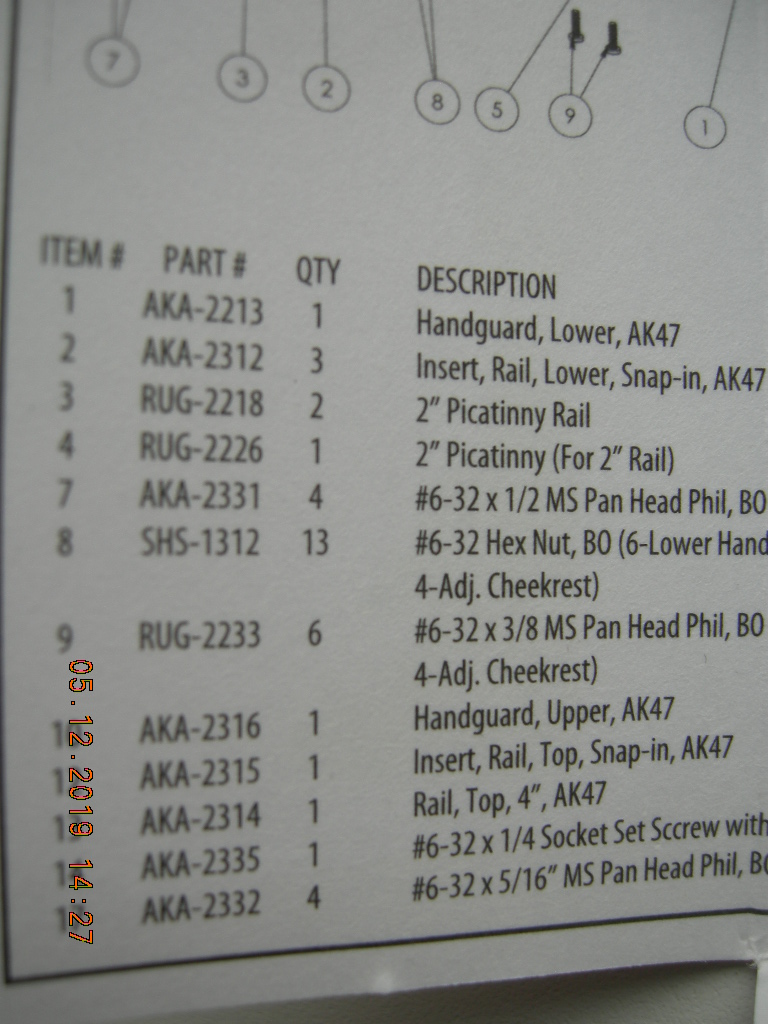 7 3 2 8 5 9 1
ITEM # PART # QTY DESCRIPTION
1 AKA-2213 1 Handguard, Lower, AK47
2 AKA-2312 3 Insert, Rail, Lower, Snap-in, AK47
3 RUG-2218 2 2" Picatinny Rail
4 RUG-2226 1 2" Picatinny (For 2" Rail)
7 AKA-2331 4 #6-32 x 1/2 MS Pan Head Phil, BO
8 SHS-1312 13 #6-32 Hex Nut, BO (6-Lower Hand
4-Adj. Cheekrest)
9 RUG-2233 6 #6-32 x 3/8 MS Pan Head Phil, BO
4-Adj. Cheekrest)
AKA-2316 1 Handguard, Upper, AK47
AKA-2315 1 Insert, Rail, Top, Snap-in, AK47
AKA-2314 1 Rail, Top, 4", AK47
AKA-2335 1 #6-32 x 1/4 Socket Set Sccrew with
AKA-2332 4 #6-32 x 5/16" MS Pan Head Phil, BO
05.12.2019 14:27